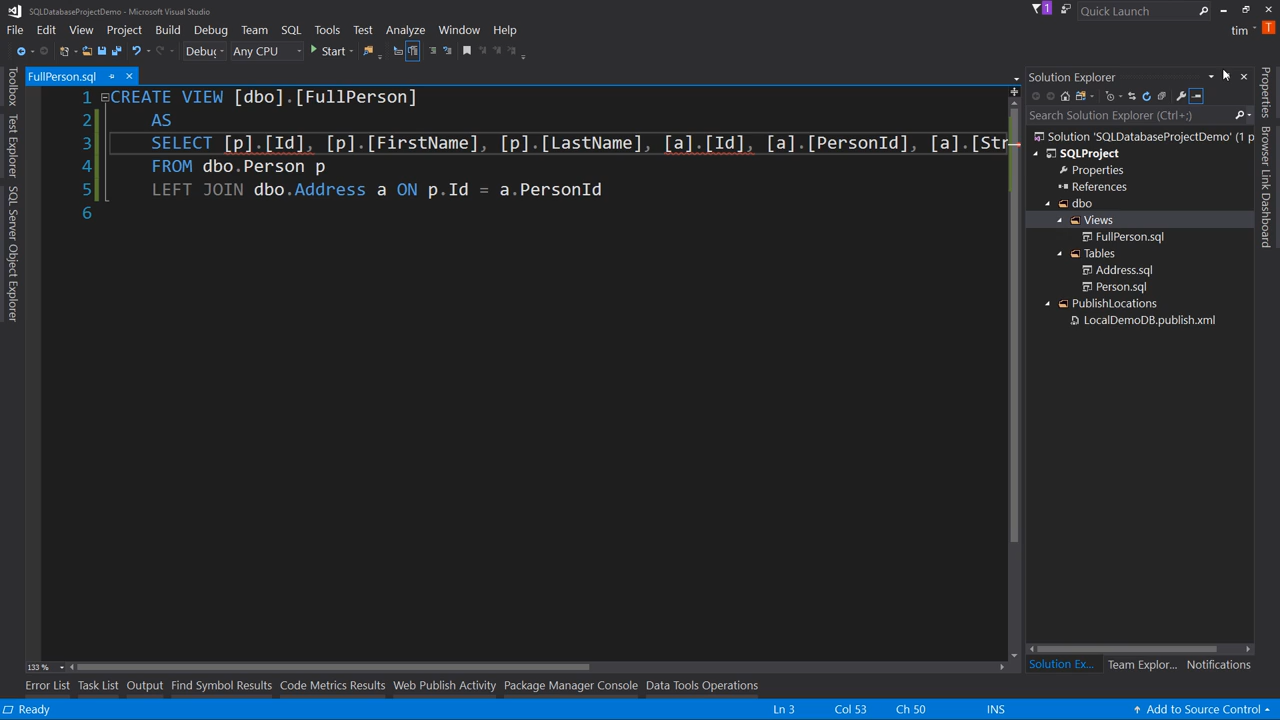 SQLDatabaseProjectDemo - Microsoft Visual Studio
1
Quick Launch
File Edit View Project Build Debug Team SQL Tools Test Analyze Window Help
tim
T
Debug Any CPU Start
FullPerson.sql
Solution Explorer
Search Solution Explorer (Ctrl+;)
1 CREATE VIEW [dbo].[FullPerson]
2 AS
3 SELECT [p].[Id], [p].[FirstName], [p].[LastName], [a].[Id], [a].[PersonId], [a].[Str
4 FROM dbo.Person p
5 LEFT JOIN dbo.Address a ON p.Id = a.PersonId
6
Solution 'SQLDatabaseProjectDemo' (1 p
SQLProject
Properties
References
dbo
Views
FullPerson.sql
Tables
Address.sql
Person.sql
PublishLocations
LocalDemoDB.publish.xml
Toolbox
Test Explorer
SQL Server Object Explorer
Properties
Browser Link Dashboard
133 %
Solution Ex... Team Explor... Notifications
Error List Task List Output Find Symbol Results Code Metrics Results Web Publish Activity Package Manager Console Data Tools Operations
Ready Ln 3 Col 53 Ch 50 INS Add to Source Control